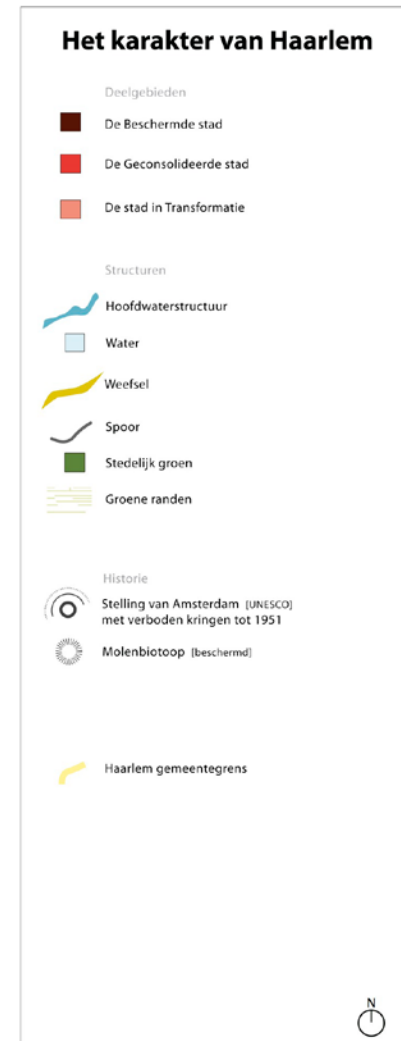 Het karakter van Haarlem
Deelgebieden
De Beschermde stad
De Geconsolideerde stad
De stad in Transformatie
Structuren
Hoofdwaterstructuur
Water
Weefsel
Spoor
Stedelijk groen
Groene randen
Historie
Stelling van Amsterdam [UNESCO]
met verboden kringen tot 1951
Molenbiotoop [beschermd]
Haarlem gemeentegrens
N